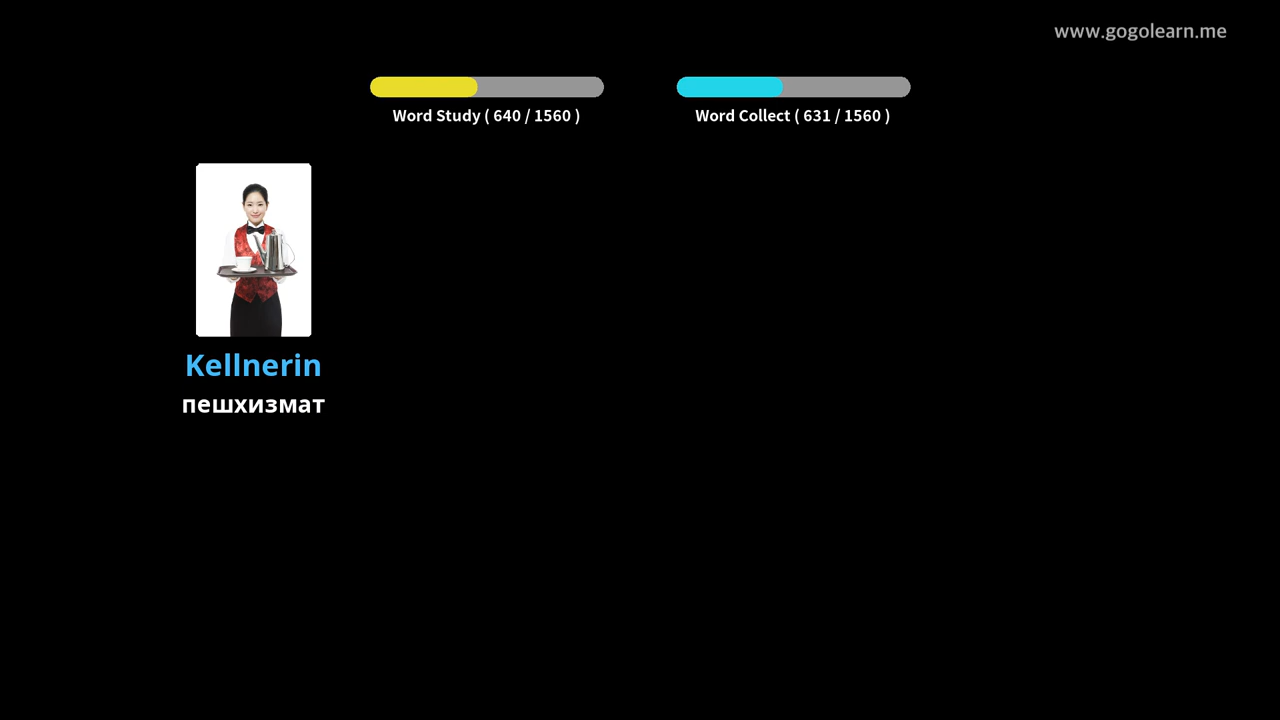 www.gogolearn.me
Word Study ( 640 / 1560 )
Word Collect ( 631 / 1560 )
Kellnerin
пешхизмат